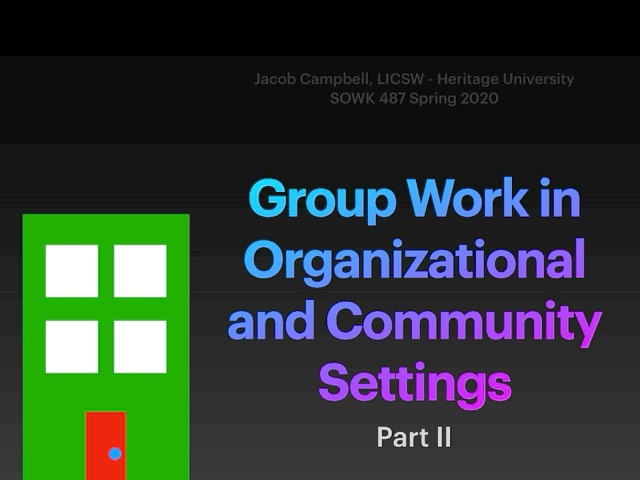 Jacob Campbell, LICSW - Heritage University
SOWK 487 Spring 2020
Group Work in
Organizational
and Community
Settings
Part II